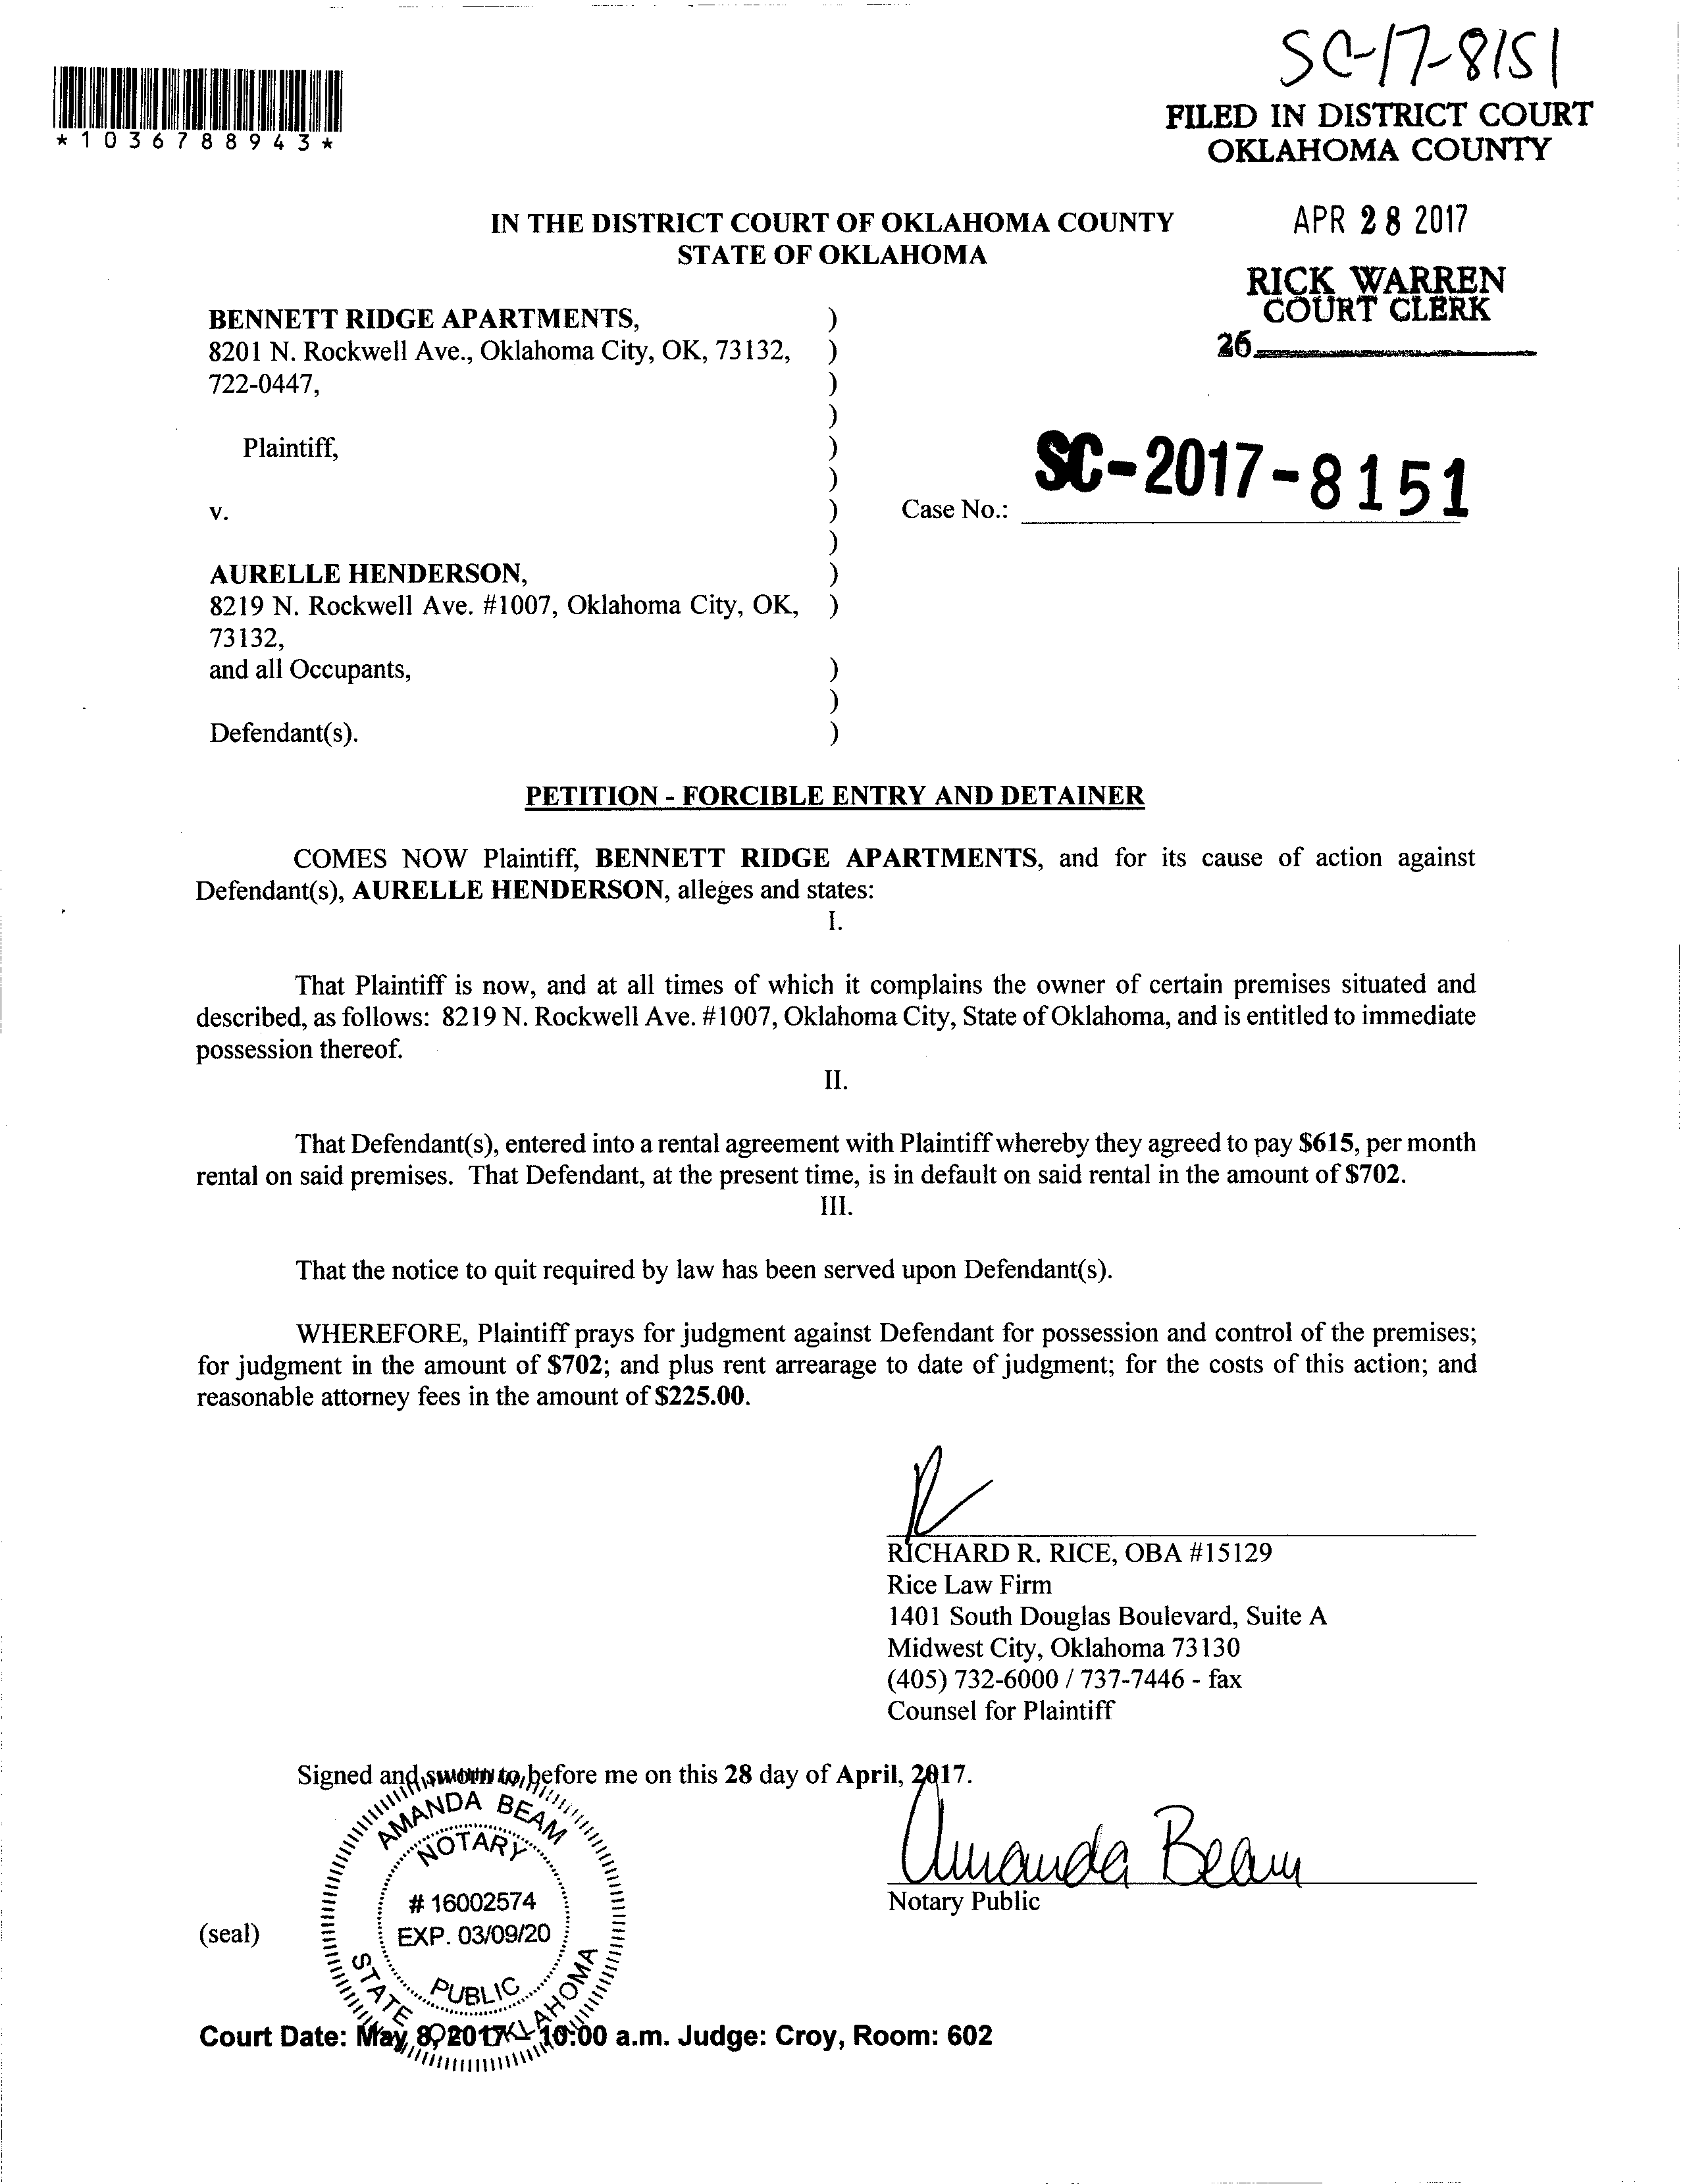 SC-17-8151
*1036788943*
FILED IN DISTRICT COURT
OKLAHOMA COUNTY
IN THE DISTRICT COURT OF OKLAHOMA COUNTY
STATE OF OKLAHOMA
APR 28 2017
RICK WARREN
COURT CLERK
26
BENNETT RIDGE APARTMENTS, )
8201 N. Rockwell Ave., Oklahoma City, OK, 73132, )
722-0447, )
)
Plaintiff, )
)
v. )
Case No.: SC-2017-8151
)
AURELLE HENDERSON, )
8219 N. Rockwell Ave. #1007, Oklahoma City, OK, )
73132,
and all Occupants, )
)
Defendant(s). )
PETITION - FORCIBLE ENTRY AND DETAINER
COMES NOW Plaintiff, BENNETT RIDGE APARTMENTS, and for its cause of action against
Defendant(s), AURELLE HENDERSON, alleges and states:
I.
That Plaintiff is now, and at all times of which it complains the owner of certain premises situated and
described, as follows: 8219 N. Rockwell Ave. #1007, Oklahoma City, State of Oklahoma, and is entitled to immediate
possession thereof.
II.
That Defendant(s), entered into a rental agreement with Plaintiff whereby they agreed to pay $615, per month
rental on said premises. That Defendant, at the present time, is in default on said rental in the amount of $702.
III.
That the notice to quit required by law has been served upon Defendant(s).
WHEREFORE, Plaintiff prays for judgment against Defendant for possession and control of the premises;
for judgment in the amount of $702; and plus rent arrearage to date of judgment; for the costs of this action; and
reasonable attorney fees in the amount of $225.00.
RICHARD R. RICE, OBA #15129
Rice Law Firm
1401 South Douglas Boulevard, Suite A
Midwest City, Oklahoma 73130
(405) 732-6000 / 737-7446 - fax
Counsel for Plaintiff
Signed and sworn to before me on this 28 day of April, 2017.
Amanda Beam
Notary Public
(seal)
AMANDA BEAM
NOTARY
# 16002574
EXP. 03/09/20
PUBLIC
STATE OF OKLAHOMA
Court Date: May 8, 2017 - 10:00 a.m. Judge: Croy, Room: 602